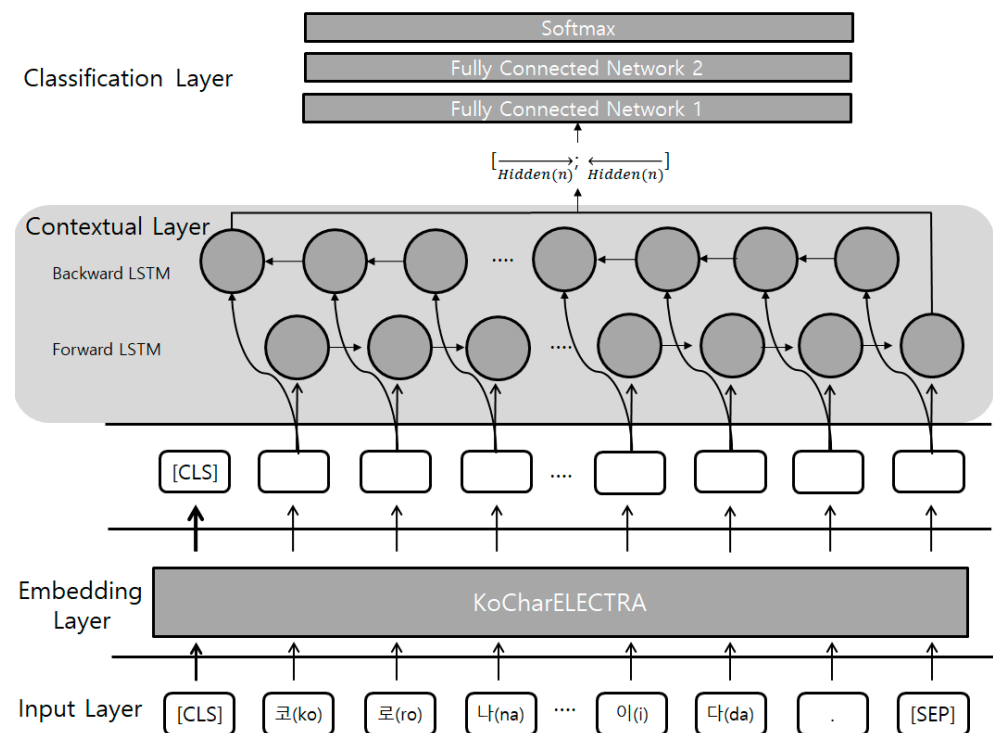 Softmax
Classification Layer
Fully Connected Network 2
Fully Connected Network 1
[Hidden(n); Hidden(n)]
Contextual Layer
Backward LSTM
....
Forward LSTM
....
[CLS]
....
Embedding Layer
KoCharELECTRA
Input Layer
[CLS] 코(ko) 로(ro) 나(na) .... 이(i) 다(da) . [SEP]